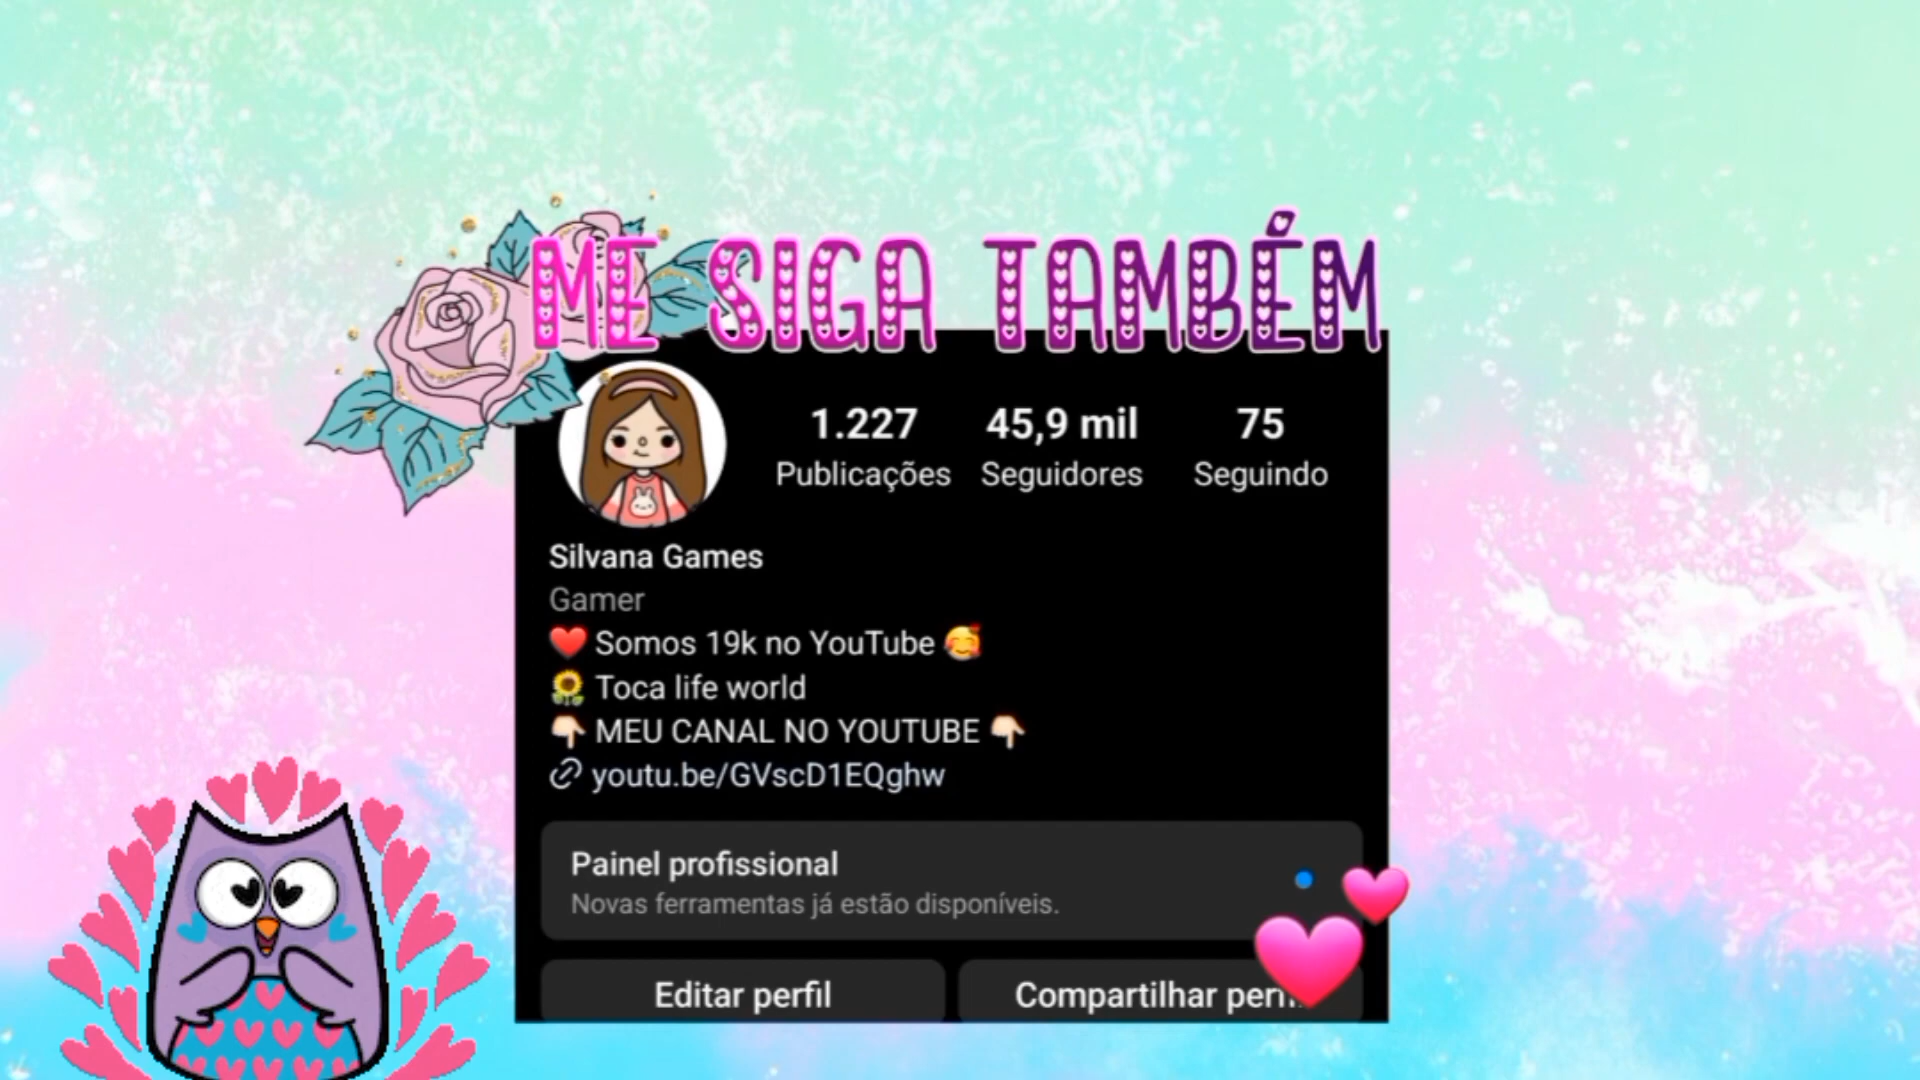 ME SIGA TAMBÉM
1.227 45,9 mil 75
Publicações Seguidores Seguindo
Silvana Games
Gamer
❤️ Somos 19k no YouTube 🥰
🌻 Toca life world
👇🏻 MEU CANAL NO YOUTUBE 👇🏻
youtu.be/GVscD1EQghw
Painel profissional
Novas ferramentas já estão disponíveis.
Editar perfil
Compartilhar